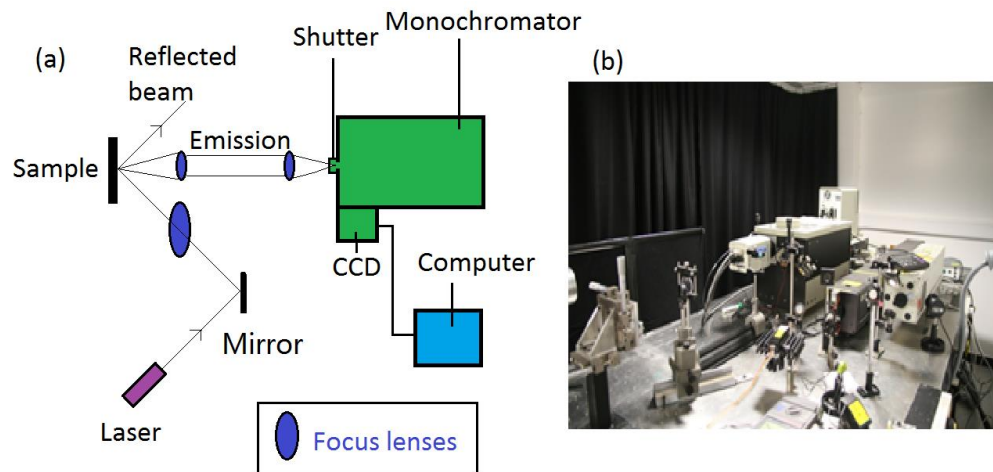 (a)
Reflected
beam
Shutter
Monochromator
(b)
Emission
Sample
CCD
Computer
Mirror
Laser
Focus lenses